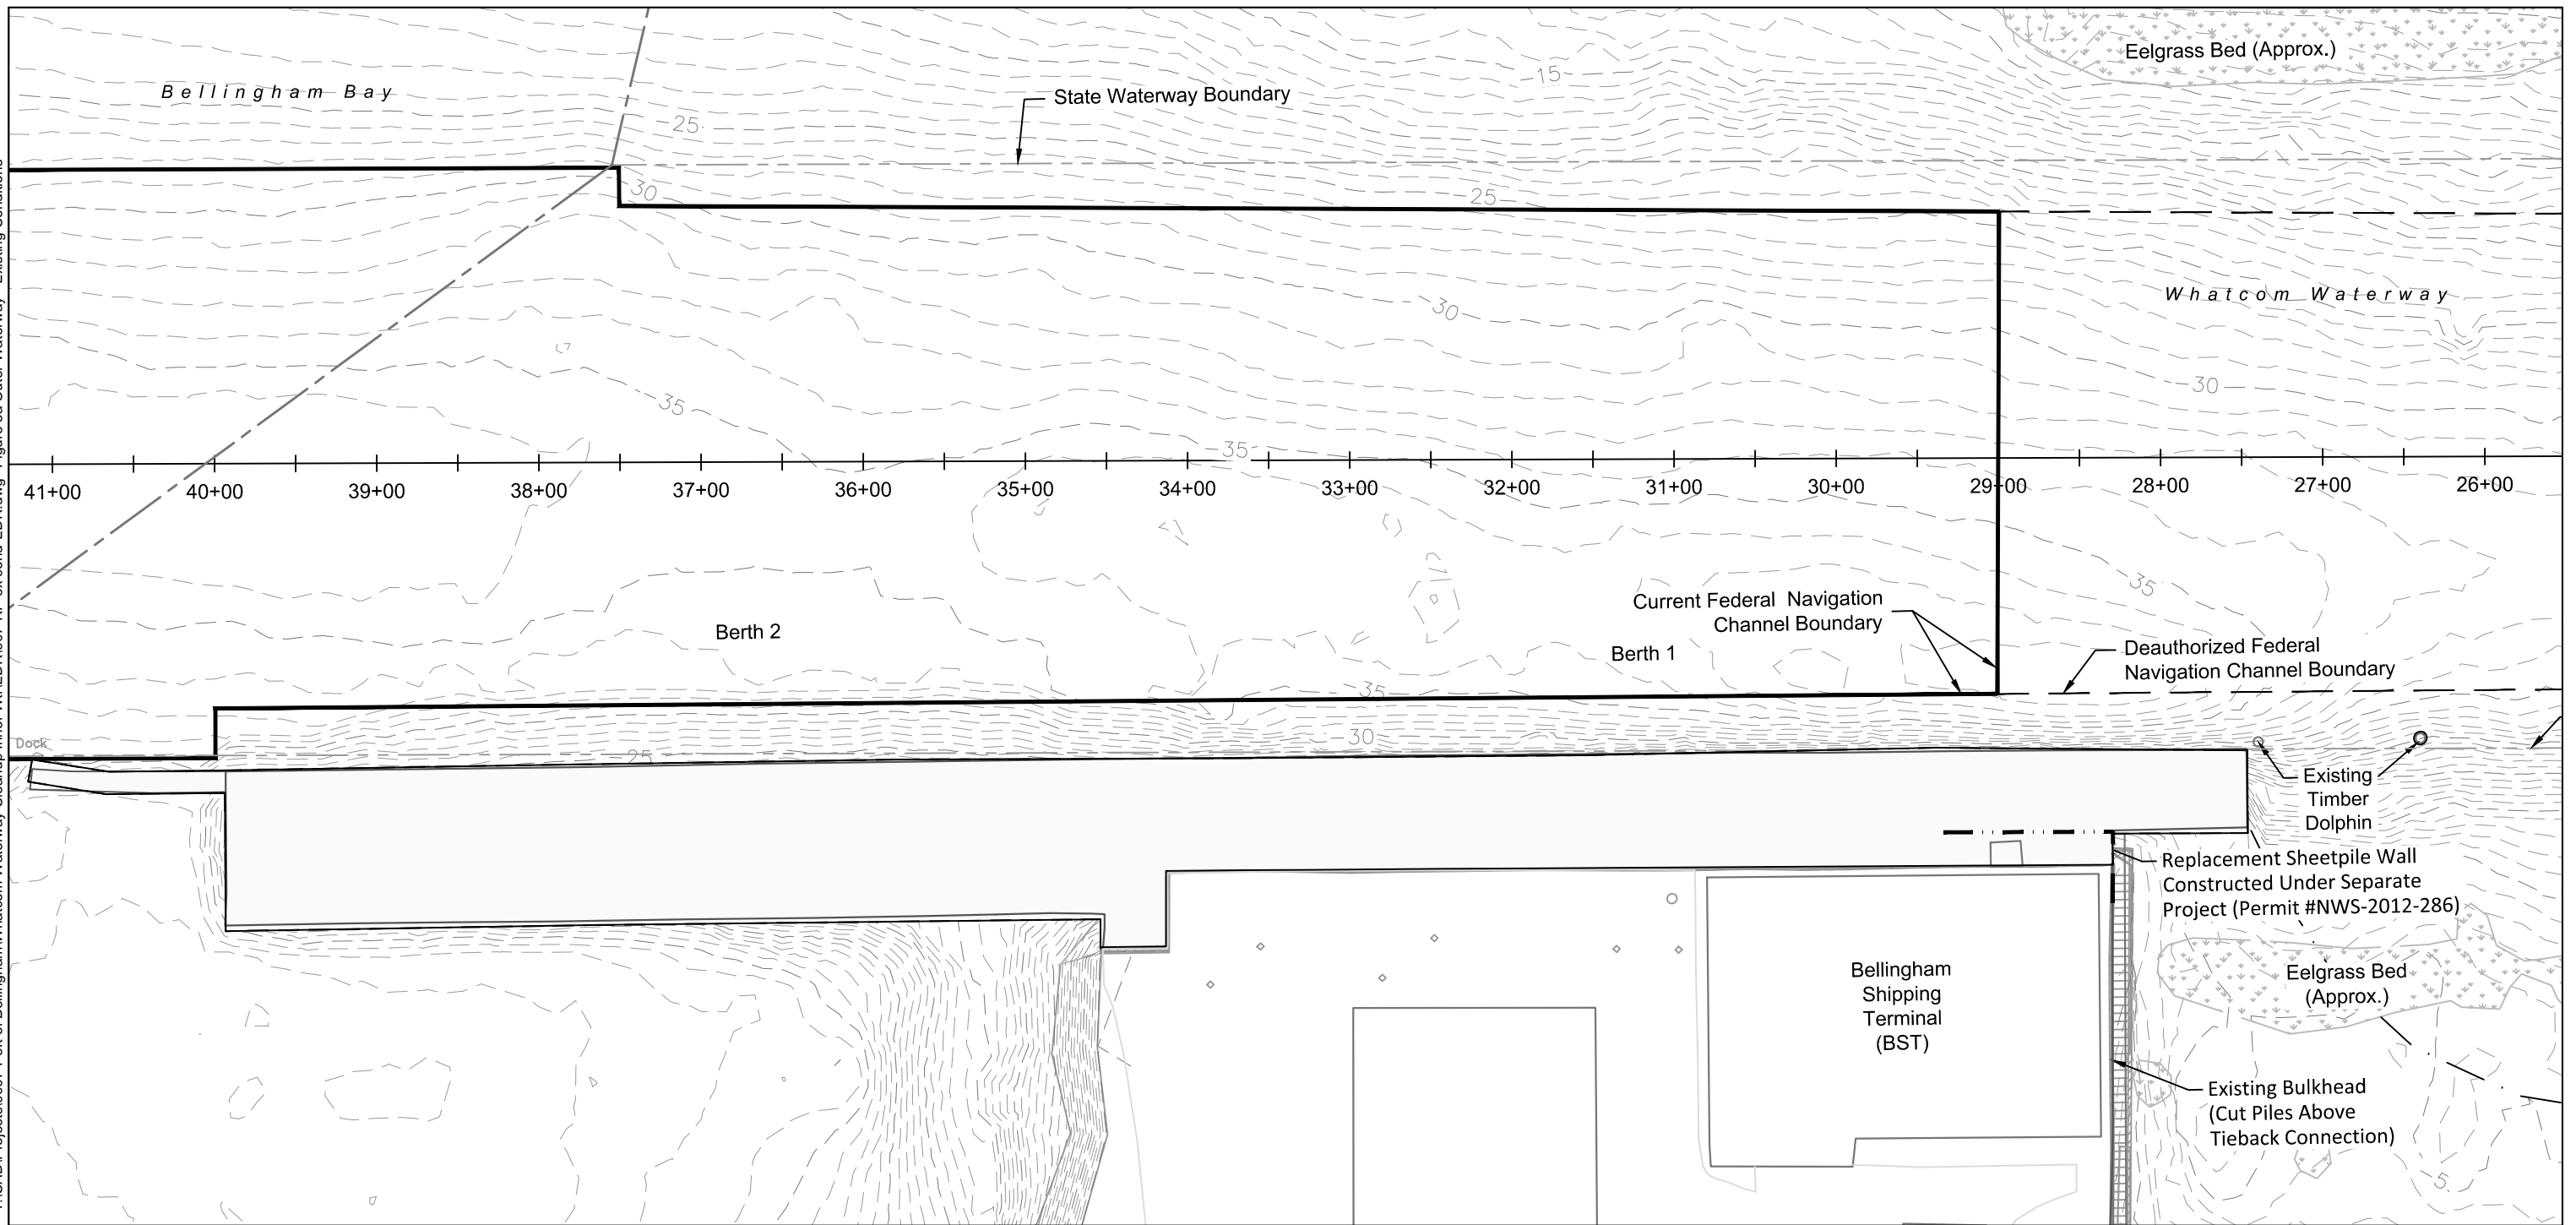 Eelgrass Bed (Approx.)
Bellingham Bay
15
State Waterway Boundary
25
30
25
Whatcom Waterway
30
30
35
35
41+00 40+00 39+00 38+00 37+00 36+00 35+00 34+00 33+00 32+00 31+00 30+00 29+00 28+00 27+00 26+00
35
Current Federal Navigation
Channel Boundary
Berth 2
Berth 1
Deauthorized Federal
Navigation Channel Boundary
35
Dock
30
25
Existing
Timber
Dolphin
Replacement Sheetpile Wall
Constructed Under Separate
Project (Permit #NWS-2012-286)
Bellingham
Shipping
Terminal
(BST)
Eelgrass Bed
(Approx.)
Existing Bulkhead
(Cut Piles Above
Tieback Connection)
5